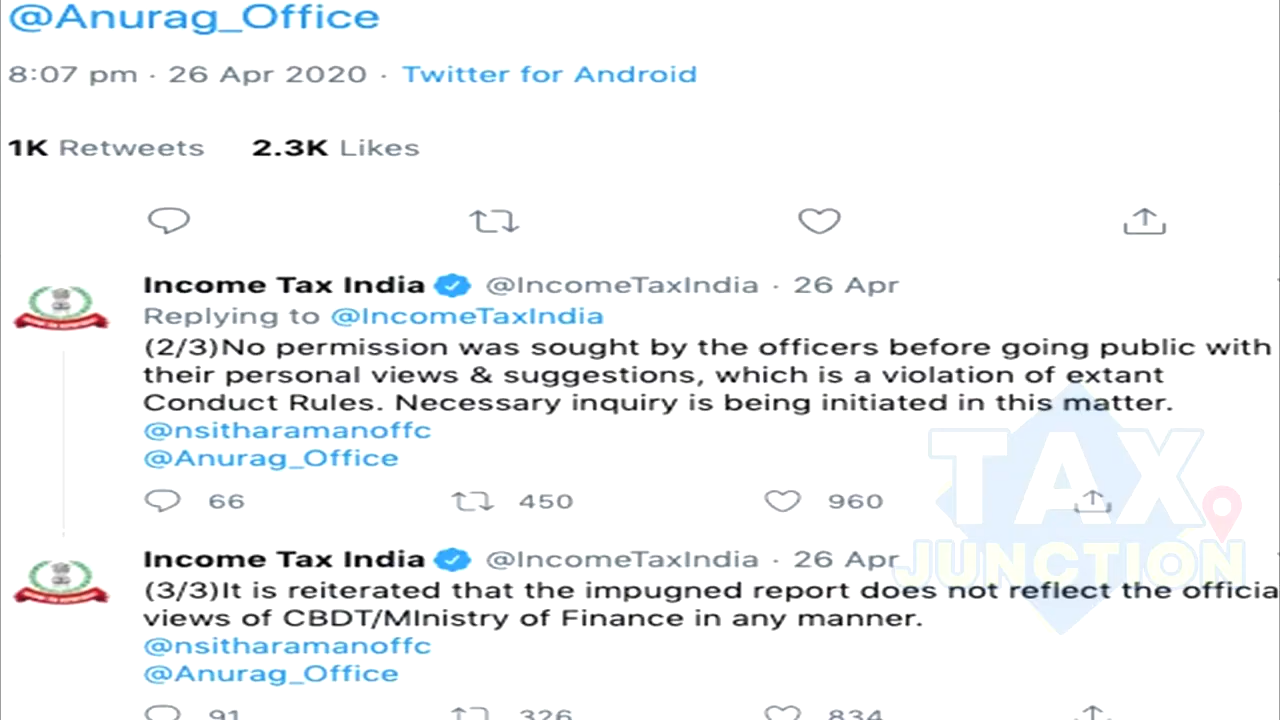 @Anurag_Office
8:07 pm · 26 Apr 2020 · Twitter for Android
1K Retweets 2.3K Likes
Income Tax India @IncomeTaxIndia · 26 Apr
Replying to @IncomeTaxIndia
(2/3)No permission was sought by the officers before going public with
their personal views & suggestions, which is a violation of extant
Conduct Rules. Necessary inquiry is being initiated in this matter.
@nsitharamanoffc
@Anurag_Office
66 450 960
TAX
JUNCTION
Income Tax India @IncomeTaxIndia · 26 Apr
(3/3)It is reiterated that the impugned report does not reflect the officia
views of CBDT/MInistry of Finance in any manner.
@nsitharamanoffc
@Anurag_Office
91 326 834